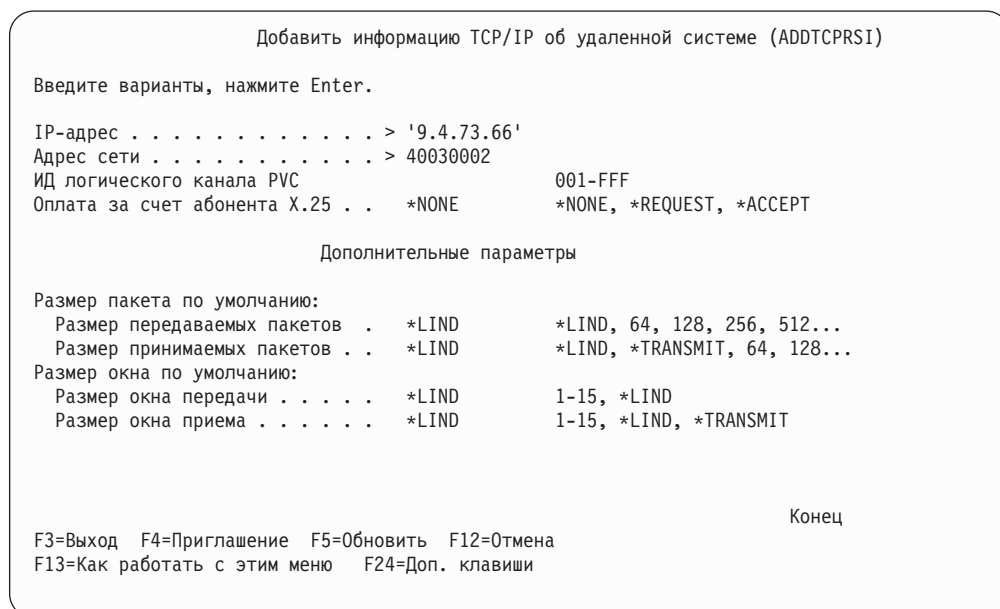 Добавить информацию TCP/IP об удаленной системе (ADDTCPRSI)
Введите варианты, нажмите Enter.
IP-адрес . . . . . . . . . . . . > '9.4.73.66'
Адрес сети . . . . . . . . . . . > 40030002
ИД логического канала PVC 001-FFF
Оплата за счет абонента X.25 . . *NONE *NONE, *REQUEST, *ACCEPT
Дополнительные параметры
Размер пакета по умолчанию:
Размер передаваемых пакетов . *LIND *LIND, 64, 128, 256, 512...
Размер принимаемых пакетов . . *LIND *LIND, *TRANSMIT, 64, 128...
Размер окна по умолчанию:
Размер окна передачи . . . . . *LIND 1-15, *LIND
Размер окна приема . . . . . . *LIND 1-15, *LIND, *TRANSMIT
Конец
F3=Выход F4=Приглашение F5=Обновить F12=Отмена
F13=Как работать с этим меню F24=Доп. клавиши